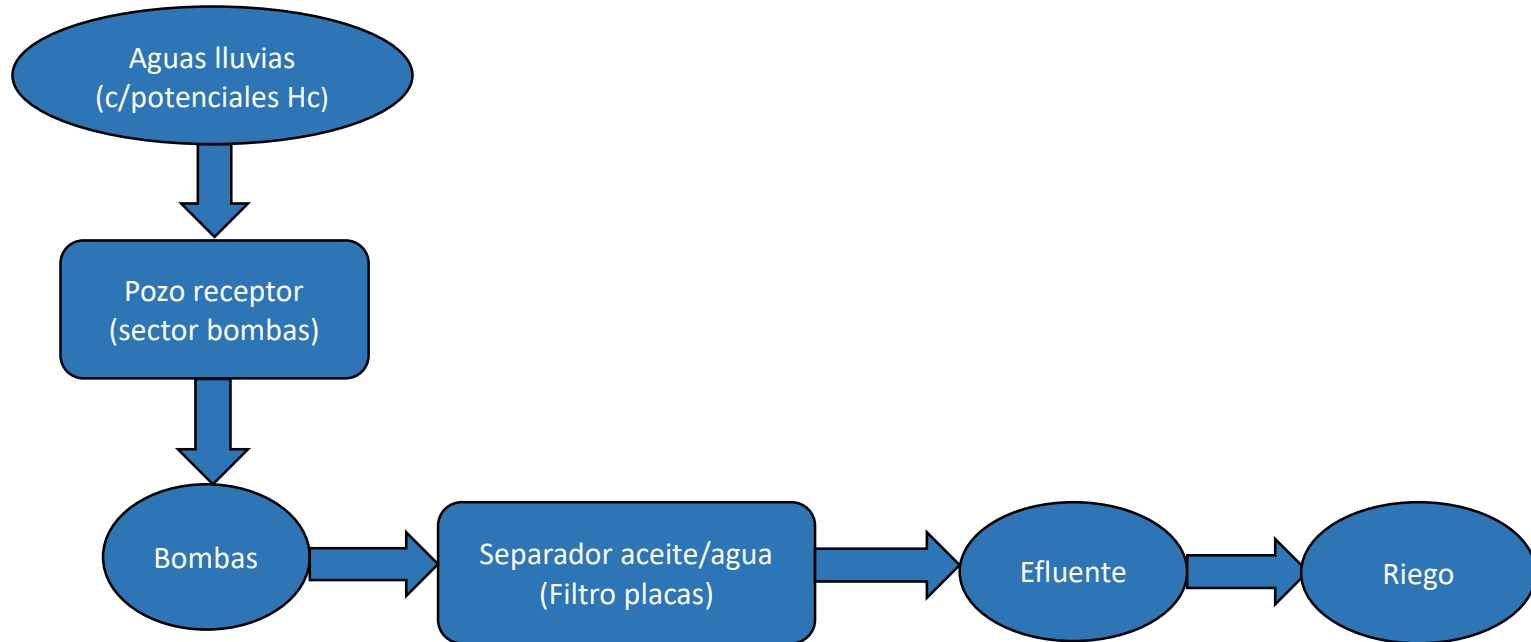 Aguas lluvias
(c/potenciales Hc)
Pozo receptor
(sector bombas)
Bombas
Separador aceite/agua
(Filtro placas)
Efluente
Riego